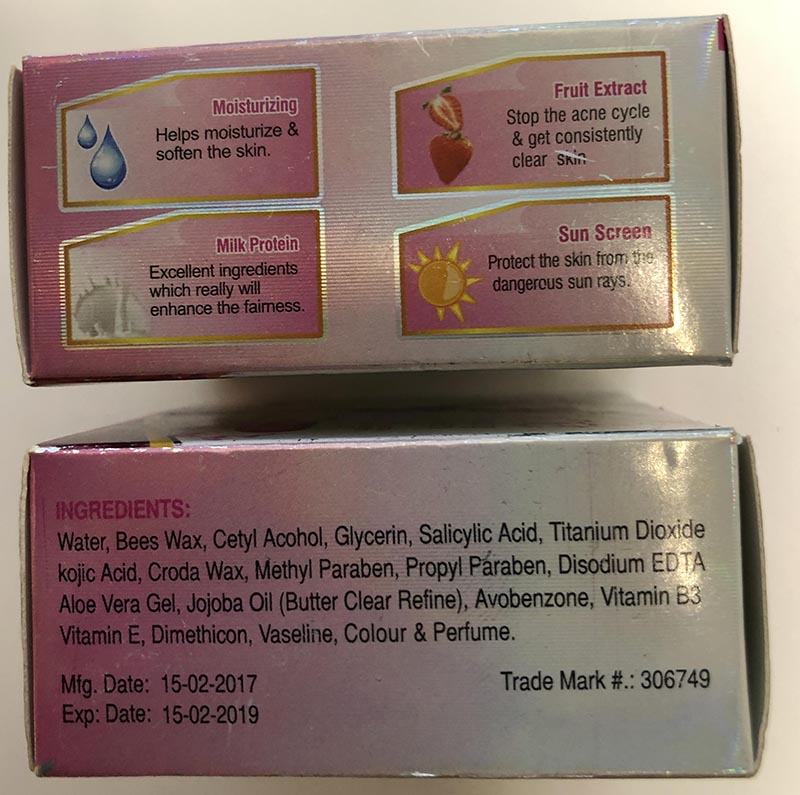 Moisturizing
Helps moisturize &
soften the skin.
Fruit Extract
Stop the acne cycle
& get consistently
clear skin
Milk Protein
Excellent ingredients
which really will
enhance the fairness.
Sun Screen
Protect the skin from the
dangerous sun rays.
INGREDIENTS:
Water, Bees Wax, Cetyl Acohol, Glycerin, Salicylic Acid, Titanium Dioxide
kojic Acid, Croda Wax, Methyl Paraben, Propyl Paraben, Disodium EDTA
Aloe Vera Gel, Jojoba Oil (Butter Clear Refine), Avobenzone, Vitamin B3
Vitamin E, Dimethicon, Vaseline, Colour & Perfume.
Mfg. Date: 15-02-2017
Trade Mark #.: 306749
Exp: Date: 15-02-2019